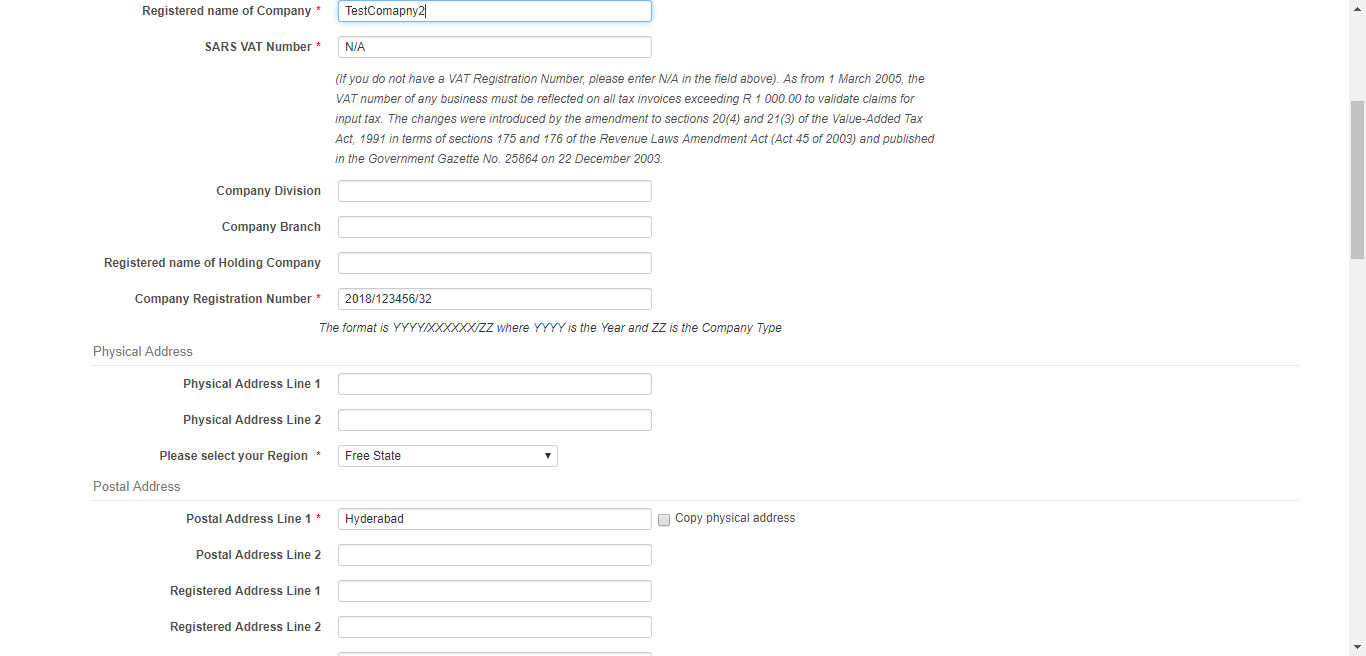 Registered name of Company * TestComapny2
SARS VAT Number * N/A
(If you do not have a VAT Registration Number, please enter N/A in the field above). As from 1 March 2005, the
VAT number of any business must be reflected on all tax invoices exceeding R 1 000.00 to validate claims for
input tax. The changes were introduced by the amendment to sections 20(4) and 21(3) of the Value-Added Tax
Act, 1991 in terms of sections 175 and 176 of the Revenue Laws Amendment Act (Act 45 of 2003) and published
in the Government Gazette No. 25864 on 22 December 2003.
Company Division
Company Branch
Registered name of Holding Company
Company Registration Number * 2018/123456/32
The format is YYYY/XXXXXX/ZZ where YYYY is the Year and ZZ is the Company Type
Physical Address
Physical Address Line 1
Physical Address Line 2
Please select your Region * Free State
Postal Address
Postal Address Line 1 * Hyderabad Copy physical address
Postal Address Line 2
Registered Address Line 1
Registered Address Line 2